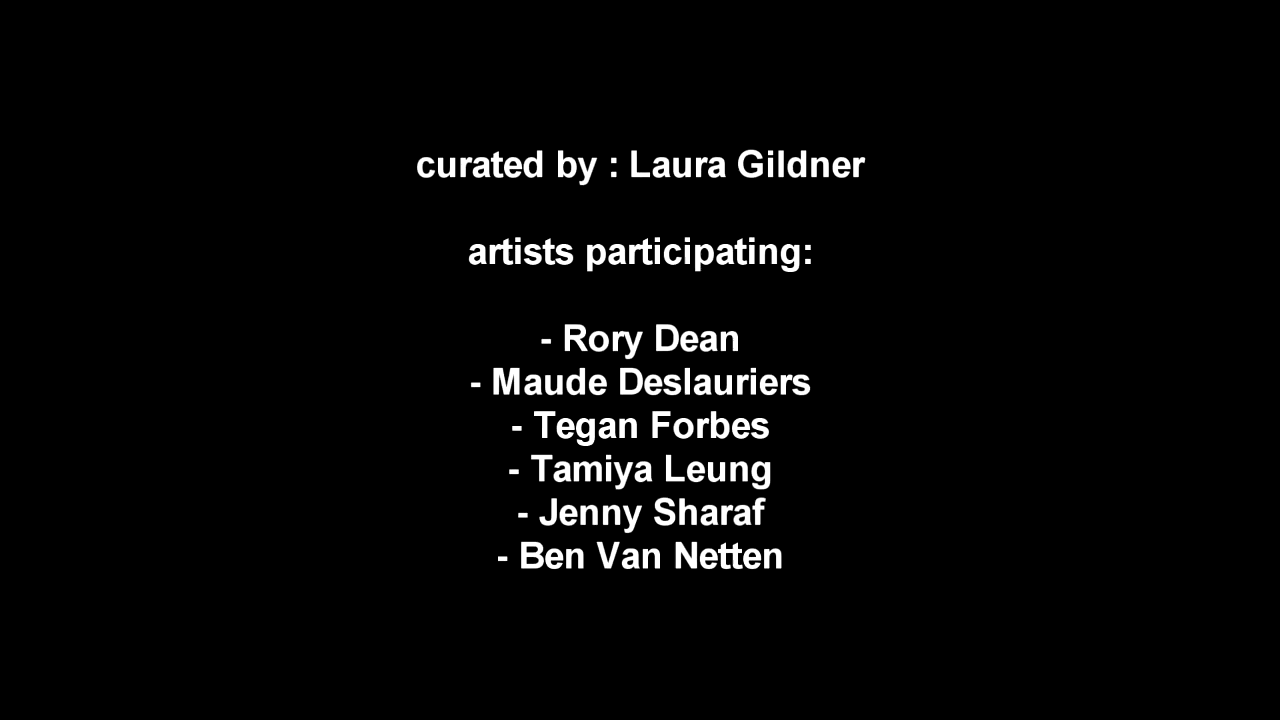 curated by : Laura Gildner
artists participating:
- Rory Dean
- Maude Deslauriers
- Tegan Forbes
- Tamiya Leung
- Jenny Sharaf
- Ben Van Netten